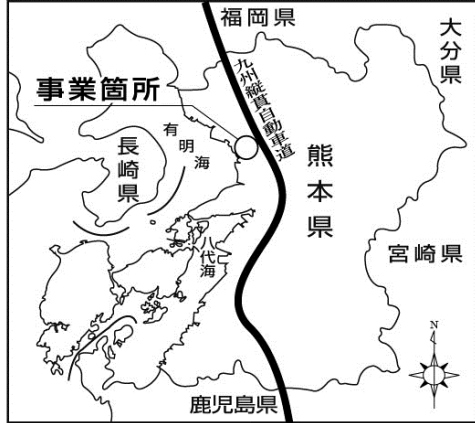 福岡県
大分県
事業箇所
九州縦貫自動車道
有明海
長崎県
熊本県
八代海
宮崎県
N
鹿児島県